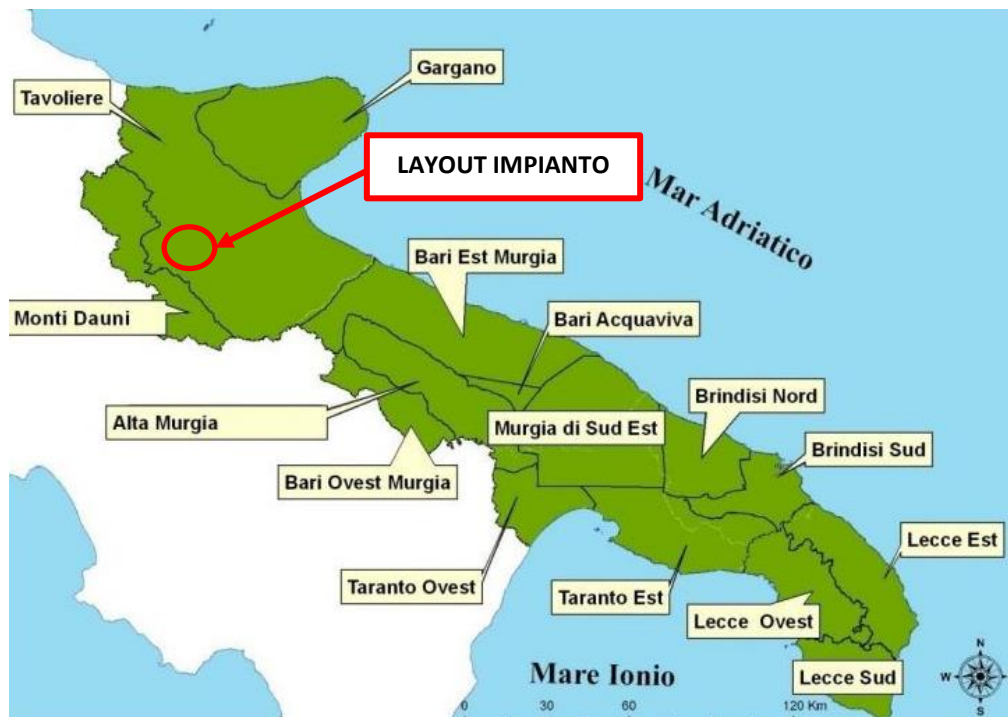 Gargano
Tavoliere
LAYOUT IMPIANTO
Mar Adriatico
Bari Est Murgia
Monti Dauni
Bari Acquaviva
Brindisi Nord
Alta Murgia
Murgia di Sud Est
Brindisi Sud
Bari Ovest Murgia
Lecce Est
Taranto Ovest
Taranto Est
Lecce Ovest
Mare Ionio
Lecce Sud
N
W
E
S
0 30 60 120 Km